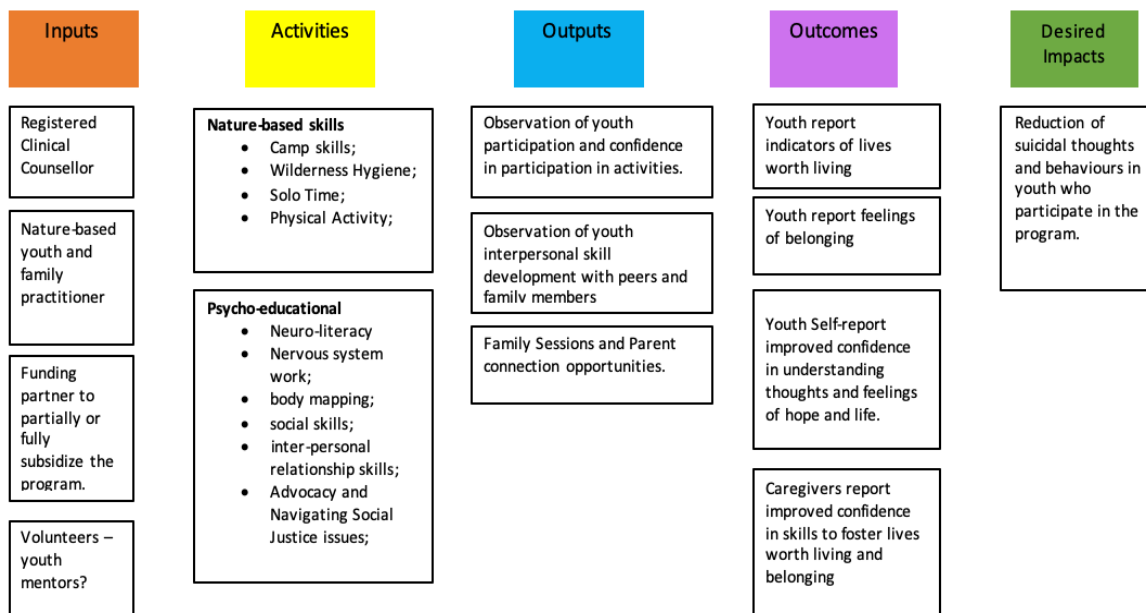 Inputs
Registered
Clinical
Counsellor
Nature-based
youth and
family
practitioner
Funding
partner to
partially or
fully
subsidize the
program.
Volunteers –
youth
mentors?
Activities
Nature-based skills
• Camp skills;
• Wilderness Hygiene;
• Solo Time;
• Physical Activity;
Psycho-educational
• Neuro-literacy
• Nervous system
work;
• body mapping;
• social skills;
• inter-personal
relationship skills;
• Advocacy and
Navigating Social
Justice issues;
Outputs
Observation of youth
participation and confidence
in participation in activities.
Observation of youth
interpersonal skill
development with peers and
family members
Family Sessions and Parent
connection opportunities.
Outcomes
Youth report
indicators of lives
worth living
Youth report feelings
of belonging
Youth Self-report
improved confidence
in understanding
thoughts and feelings
of hope and life.
Caregivers report
improved confidence
in skills to foster lives
worth living and
belonging
Desired
Impacts
Reduction of
suicidal thoughts
and behaviours in
youth who
participate in the
program.